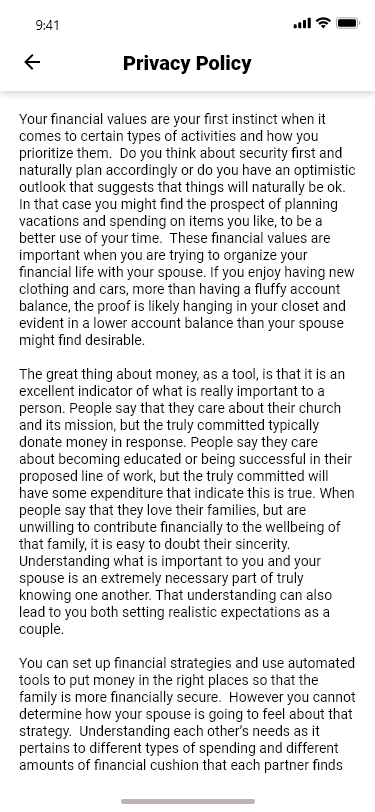 9:41
Privacy Policy
Your financial values are your first instinct when it
comes to certain types of activities and how you
prioritize them.  Do you think about security first and
naturally plan accordingly or do you have an optimistic
outlook that suggests that things will naturally be ok.
In that case you might find the prospect of planning
vacations and spending on items you like, to be a
better use of your time.  These financial values are
important when you are trying to organize your
financial life with your spouse. If you enjoy having new
clothing and cars, more than having a fluffy account
balance, the proof is likely hanging in your closet and
evident in a lower account balance than your spouse
might find desirable.
The great thing about money, as a tool, is that it is an
excellent indicator of what is really important to a
person. People say that they care about their church
and its mission, but the truly committed typically
donate money in response. People say they care
about becoming educated or being successful in their
proposed line of work, but the truly committed will
have some expenditure that indicate this is true. When
people say that they love their families, but are
unwilling to contribute financially to the wellbeing of
that family, it is easy to doubt their sincerity.
Understanding what is important to you and your
spouse is an extremely necessary part of truly
knowing one another. That understanding can also
lead to you both setting realistic expectations as a
couple.
You can set up financial strategies and use automated
tools to put money in the right places so that the
family is more financially secure.  However you cannot
determine how your spouse is going to feel about that
strategy.  Understanding each other's needs as it
pertains to different types of spending and different
amounts of financial cushion that each partner finds